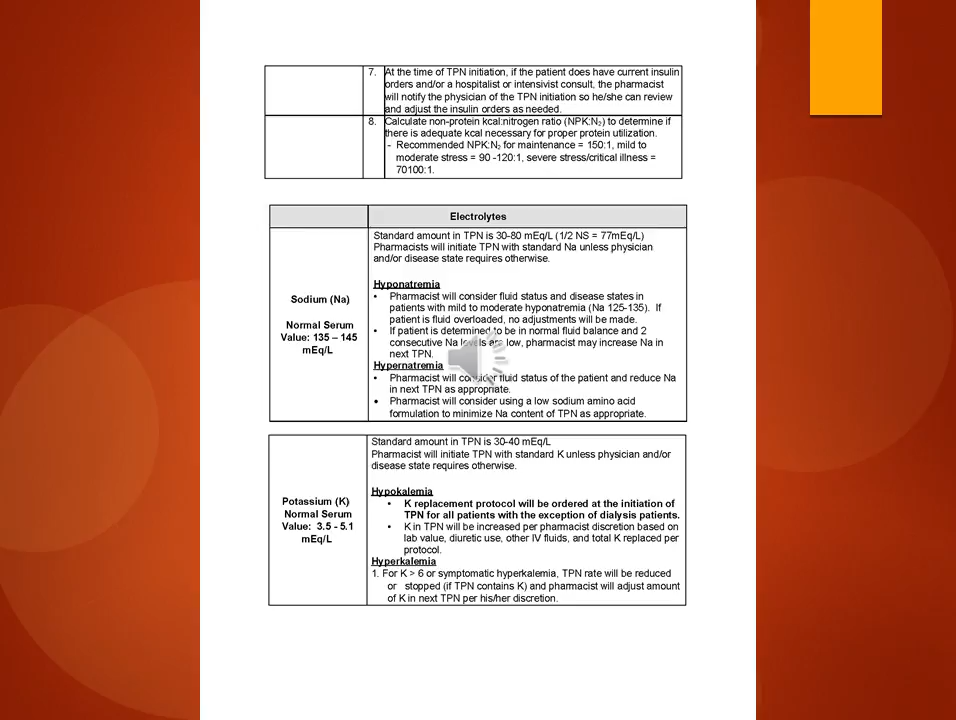 7. At the time of TPN initiation, if the patient does have current insulin
orders and/or a hospitalist or intensivist consult, the pharmacist
will notify the physician of the TPN initiation so he/she can review
and adjust the insulin orders as needed.
8. Calculate non-protein kcal:nitrogen ratio (NPK:N₂) to determine if
there is adequate kcal necessary for proper protein utilization.
- Recommended NPK:N₂ for maintenance = 150:1, mild to
moderate stress = 90 -120:1, severe stress/critical illness =
70100:1.
Electrolytes
Sodium (Na)
Normal Serum
Value: 135 – 145
mEq/L
Standard amount in TPN is 30-80 mEq/L (1/2 NS = 77mEq/L)
Pharmacists will initiate TPN with standard Na unless physician
and/or disease state requires otherwise.
Hyponatremia
• Pharmacist will consider fluid status and disease states in
patients with mild to moderate hyponatremia (Na 125-135). If
patient is fluid overloaded, no adjustments will be made.
• If patient is determined to be in normal fluid balance and 2
consecutive Na levels are low, pharmacist may increase Na in
next TPN.
Hypernatremia
• Pharmacist will consider fluid status of the patient and reduce Na
in next TPN as appropriate.
• Pharmacist will consider using a low sodium amino acid
formulation to minimize Na content of TPN as appropriate.
Potassium (K)
Normal Serum
Value: 3.5 - 5.1
mEq/L
Standard amount in TPN is 30-40 mEq/L
Pharmacist will initiate TPN with standard K unless physician and/or
disease state requires otherwise.
Hypokalemia
• K replacement protocol will be ordered at the initiation of
TPN for all patients with the exception of dialysis patients.
• K in TPN will be increased per pharmacist discretion based on
lab value, diuretic use, other IV fluids, and total K replaced per
protocol.
Hyperkalemia
1. For K > 6 or symptomatic hyperkalemia, TPN rate will be reduced
or stopped (if TPN contains K) and pharmacist will adjust amount
of K in next TPN per his/her discretion.